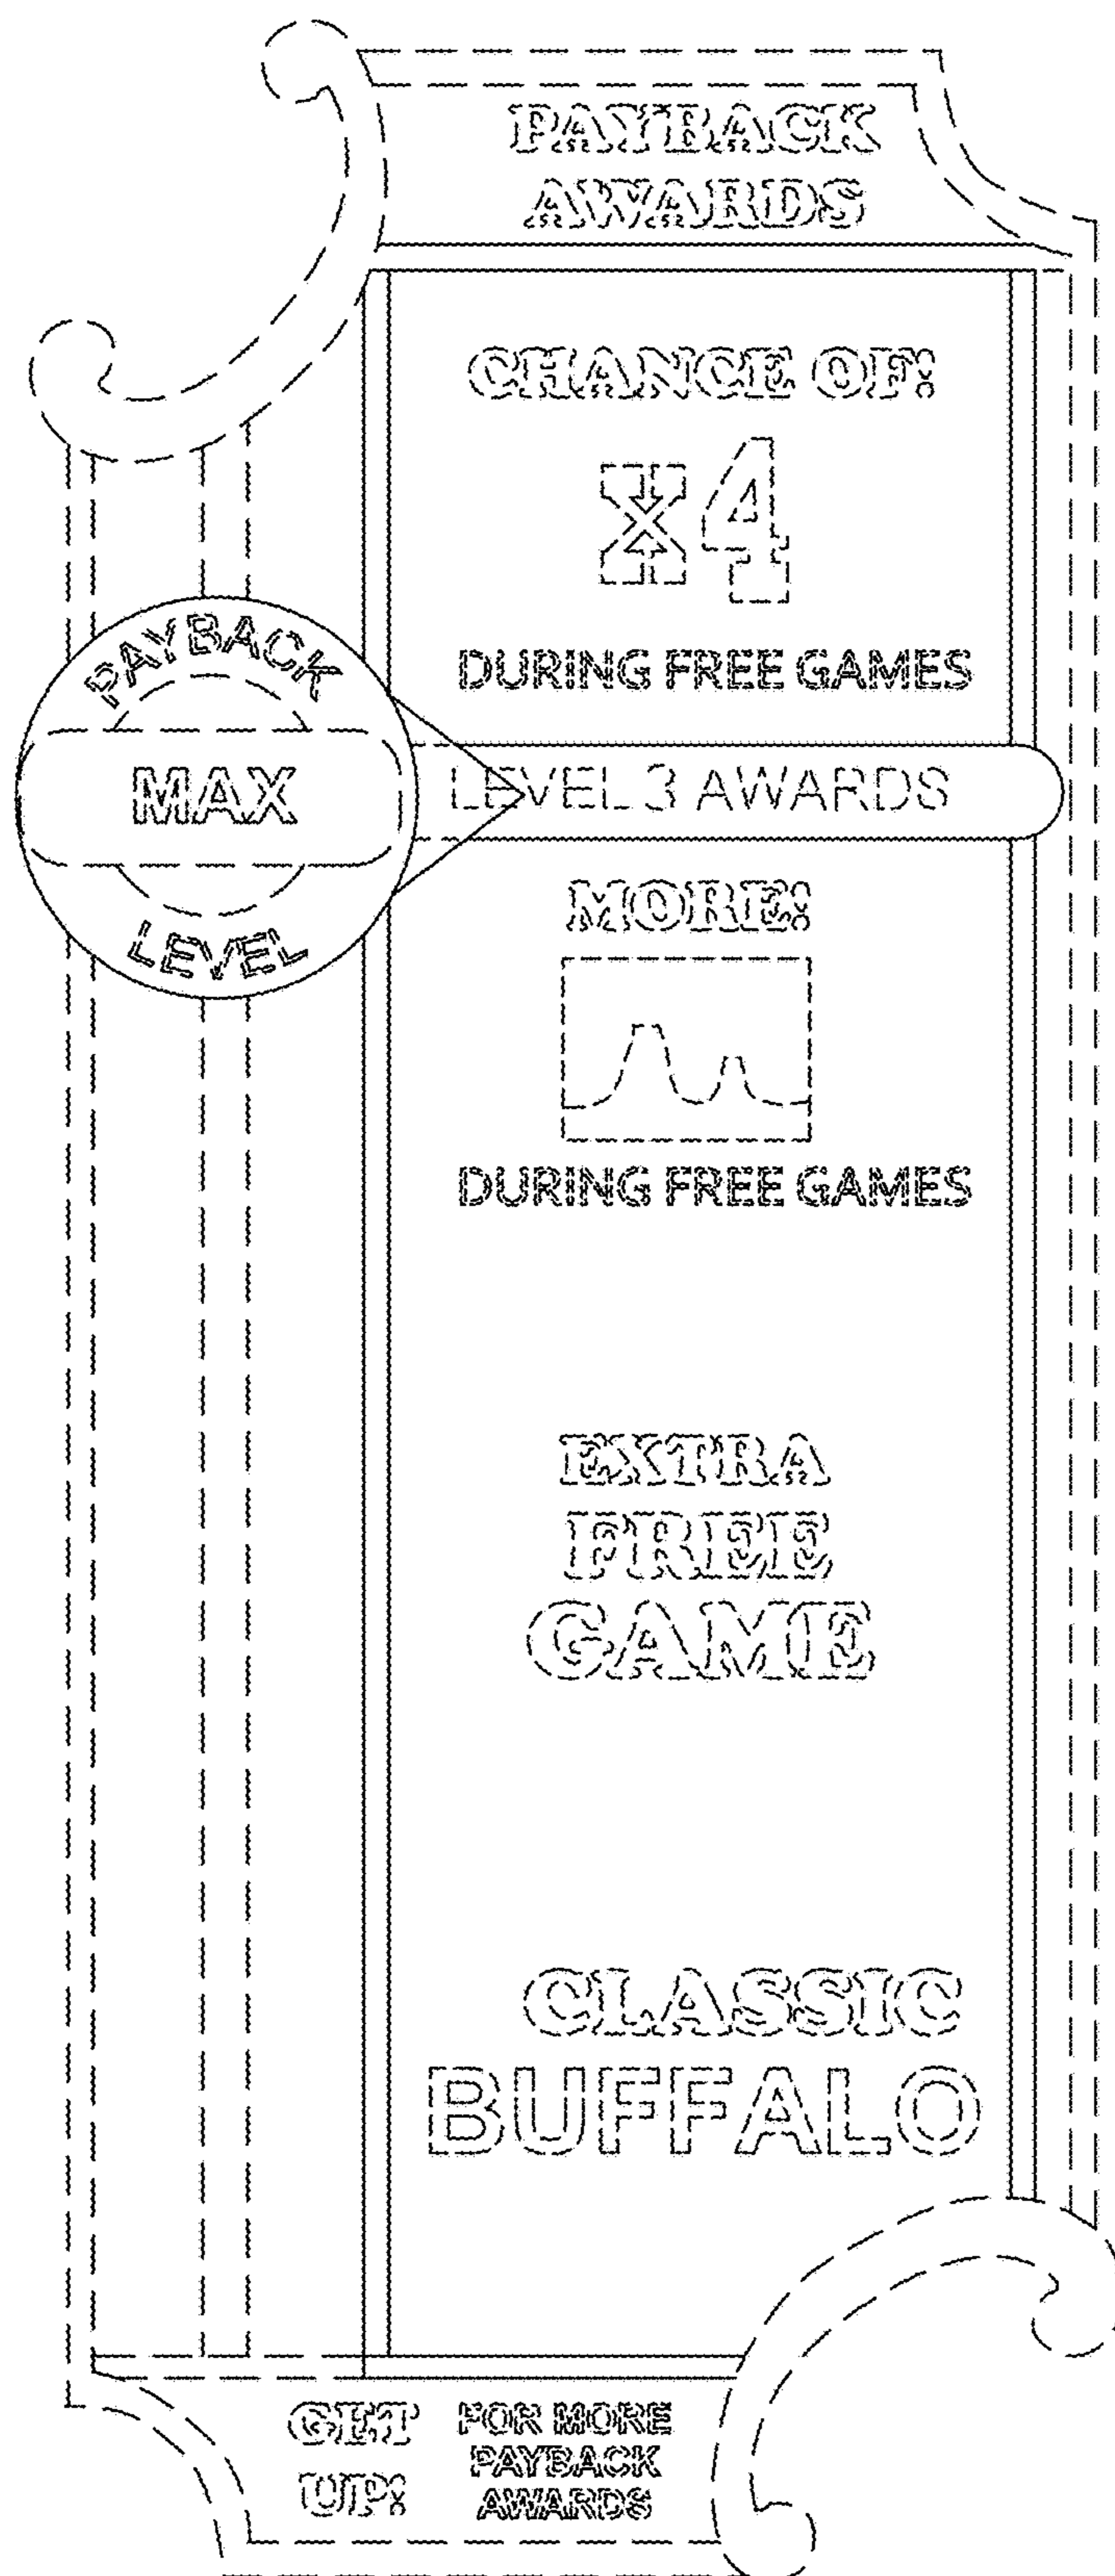 PAYBACK
AWARDS
CHANCE OF!
X4
DURING FREE GAMES
PAYBACK
MAX
LEVEL
LEVEL 3 AWARDS
MORE!
DURING FREE GAMES
EXTRA
FREE
GAME
CLASSIC
BUFFALO
GET
UP!
FOR MORE
PAYBACK
AWARDS